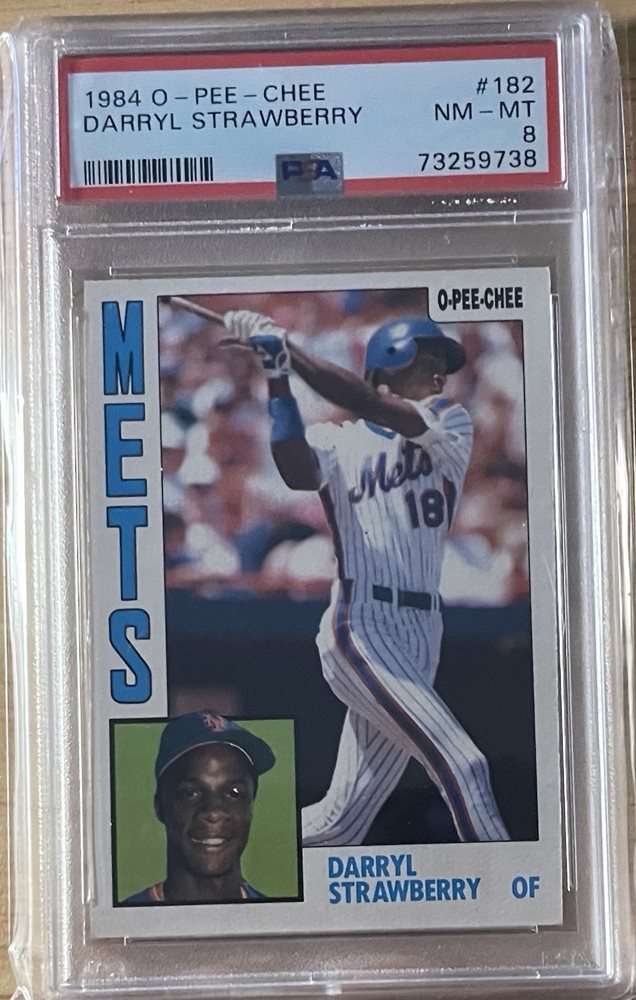 1984 O-PEE-CHEE #182
DARRYL STRAWBERRY NM-MT
8
PSA 73259738
O-PEE-CHEE
METS
Mets
18
NY
DARRYL
STRAWBERRY OF